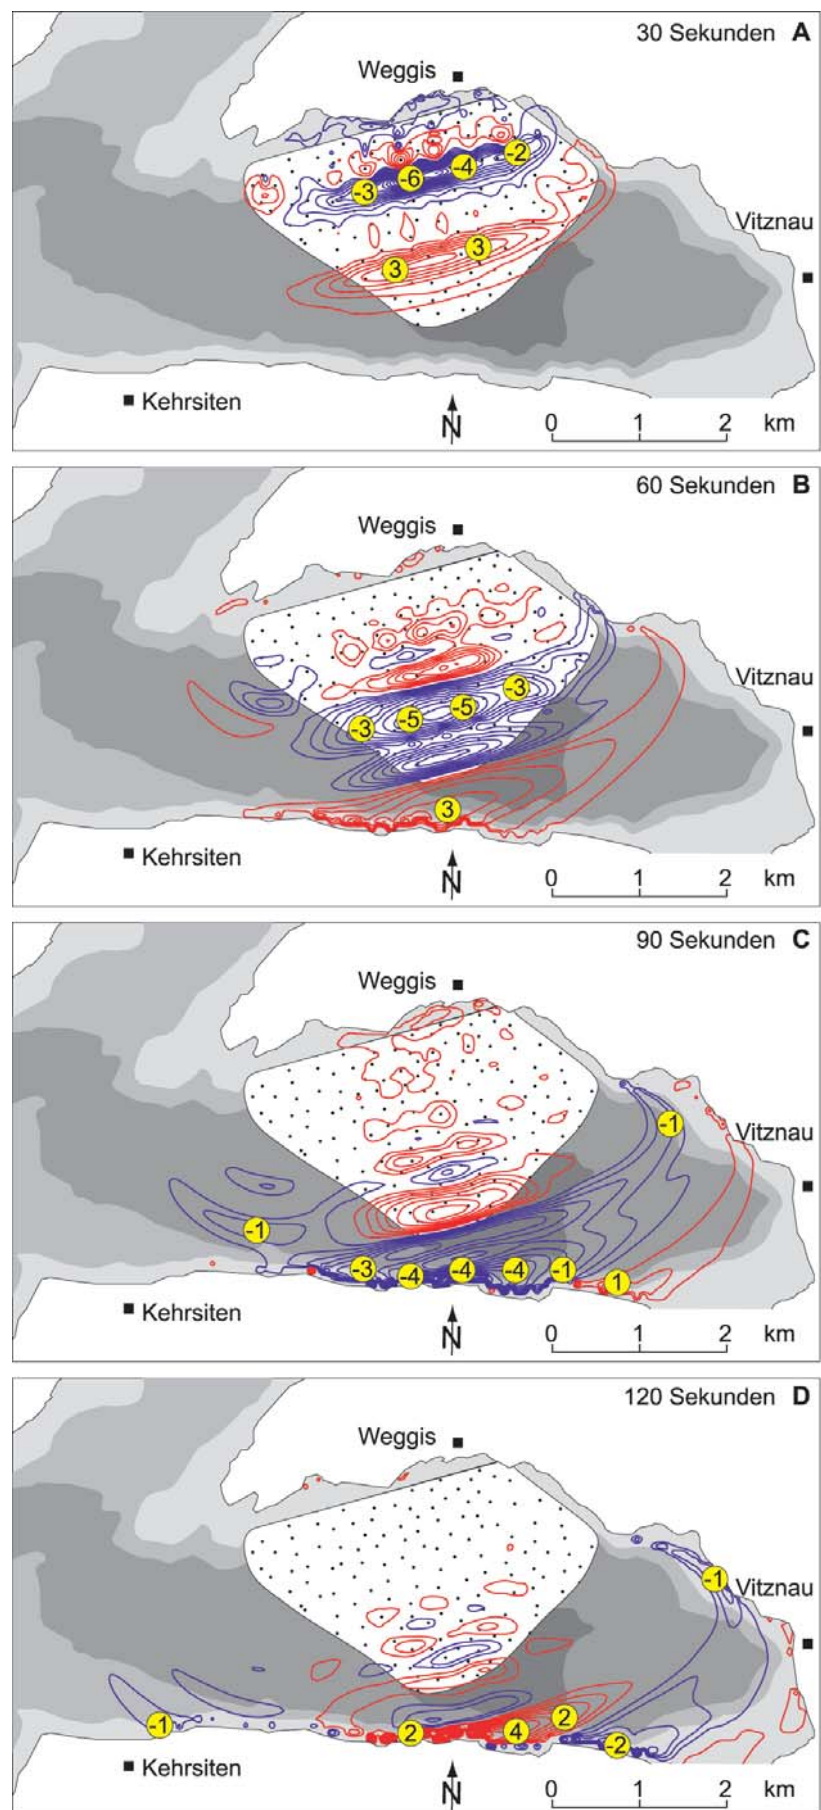 30 Sekunden A
Weggis
-2
-4
-6
-3
Vitznau
3
3
Kehrsiten
N
0 1 2 km
60 Sekunden B
Weggis
Vitznau
-3
-5
-5
-3
3
Kehrsiten
N
0 1 2 km
90 Sekunden C
Weggis
-1
Vitznau
-1
-3
-4
-4
-4
-1
1
Kehrsiten
N
0 1 2 km
120 Sekunden D
Weggis
-1
Vitznau
-1
2
4
2
-2
Kehrsiten
N
0 1 2 km